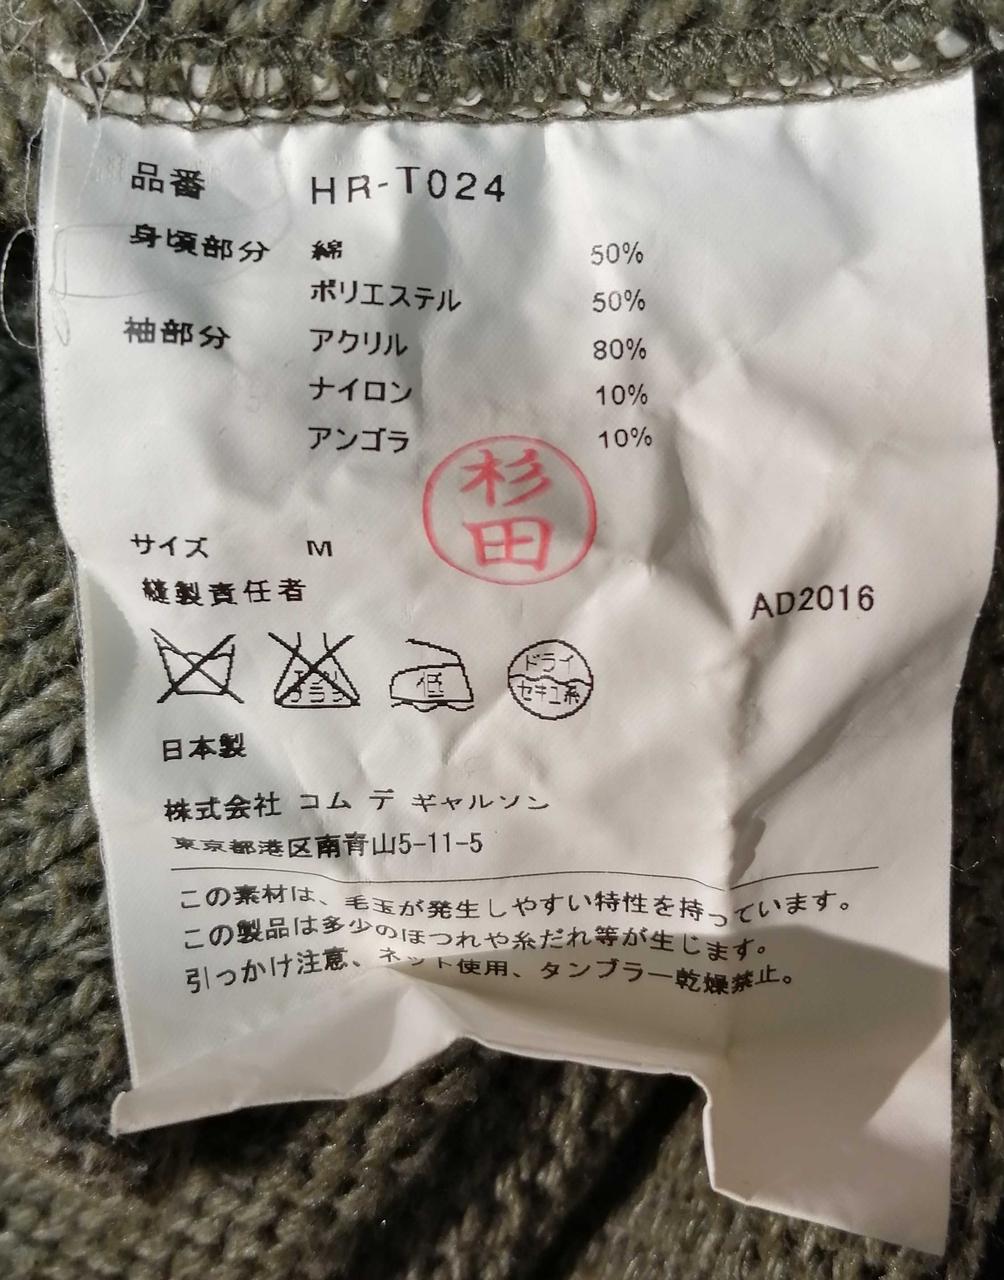 品番 HR-T024
身頃部分 綿 50%
ポリエステル 50%
袖部分 アクリル 80%
ナイロン 10%
アンゴラ 10%
杉田
サイズ M
縫製責任者
AD2016
エンソサラシ
低
ドライ
セキユ系
日本製
株式会社 コム デ ギャルソン
東京都港区南青山5-11-5
この素材は、毛玉が発生しやすい特性を持っています。
この製品は多少のほつれや糸だれ等が生じます。
引っかけ注意、ネット使用、タンブラー乾燥禁止。